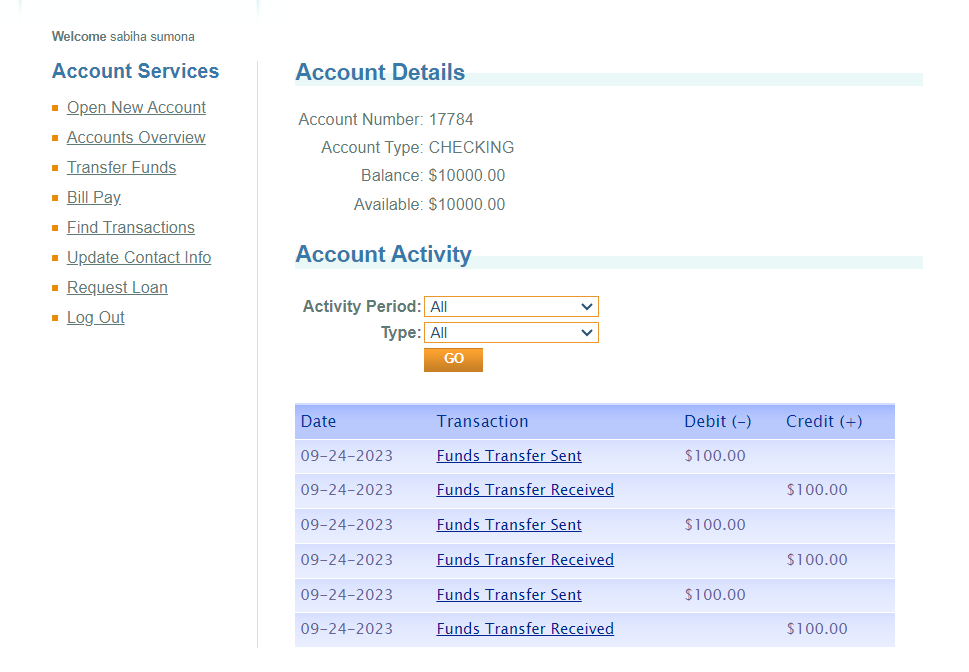 Welcome sabiha sumona
Account Services
Open New Account
Accounts Overview
Transfer Funds
Bill Pay
Find Transactions
Update Contact Info
Request Loan
Log Out
Account Details
Account Number: 17784
Account Type: CHECKING
Balance: $10000.00
Available: $10000.00
Account Activity
Activity Period: All
Type: All
GO
Date Transaction Debit (-) Credit (+)
09-24-2023 Funds Transfer Sent $100.00
09-24-2023 Funds Transfer Received $100.00
09-24-2023 Funds Transfer Sent $100.00
09-24-2023 Funds Transfer Received $100.00
09-24-2023 Funds Transfer Sent $100.00
09-24-2023 Funds Transfer Received $100.00